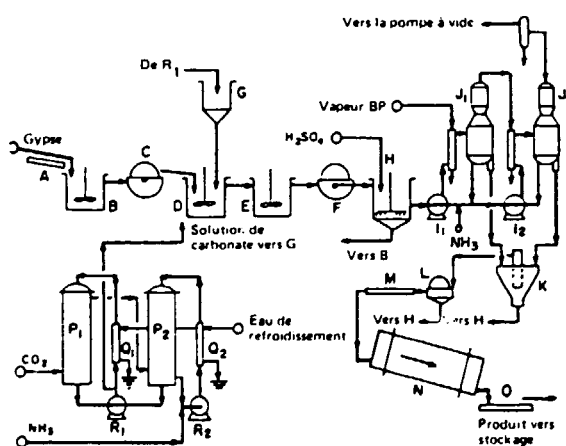 Vers la pompe à vide
De R1
G
J1
J
Vapeur BP
Gypse
C
H2SO4
H
A
B
D
E
F
I1
I2
NH3
Solution de
carbonate vers G
Vers B
K
L
M
Vers H
Vers H
P1
P2
Q1
Q2
Eau de
refroidissement
CO2
N
O
R1
R2
NH3
Produit vers
stockage